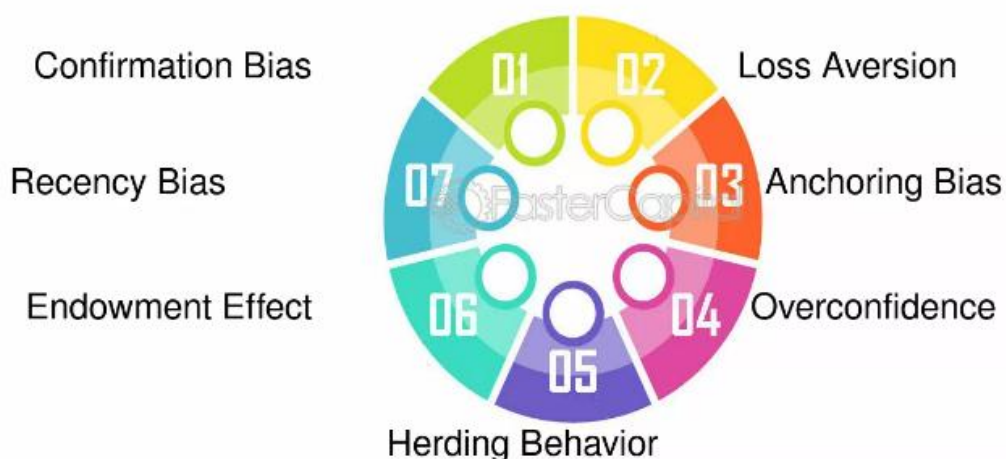 01
Confirmation Bias
02
Loss Aversion
03
Anchoring Bias
04
Overconfidence
05
Herding Behavior
06
Endowment Effect
07
Recency Bias